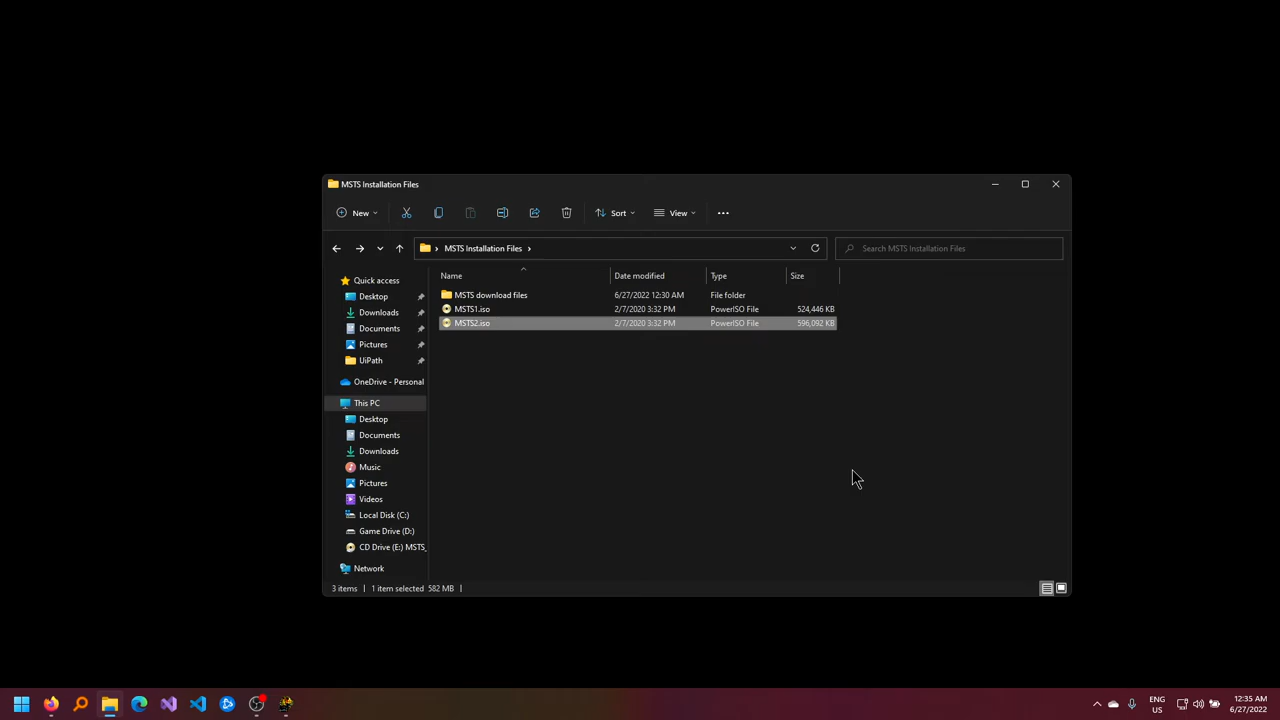 MSTS Installation Files
New
Sort
View
MSTS Installation Files
Search MSTS Installation Files
Name Date modified Type Size
Quick access
Desktop
Downloads
Documents
Pictures
UiPath
OneDrive - Personal
This PC
Desktop
Documents
Downloads
Music
Pictures
Videos
Local Disk (C:)
Game Drive (D:)
CD Drive (E:) MSTS_
Network
MSTS download files 6/27/2022 12:30 AM File folder
MSTS1.iso 2/7/2020 3:32 PM PowerISO File 524,446 KB
MSTS2.iso 2/7/2020 3:32 PM PowerISO File 596,092 KB
3 items 1 item selected 582 MB
ENG
US
12:35 AM
6/27/2022